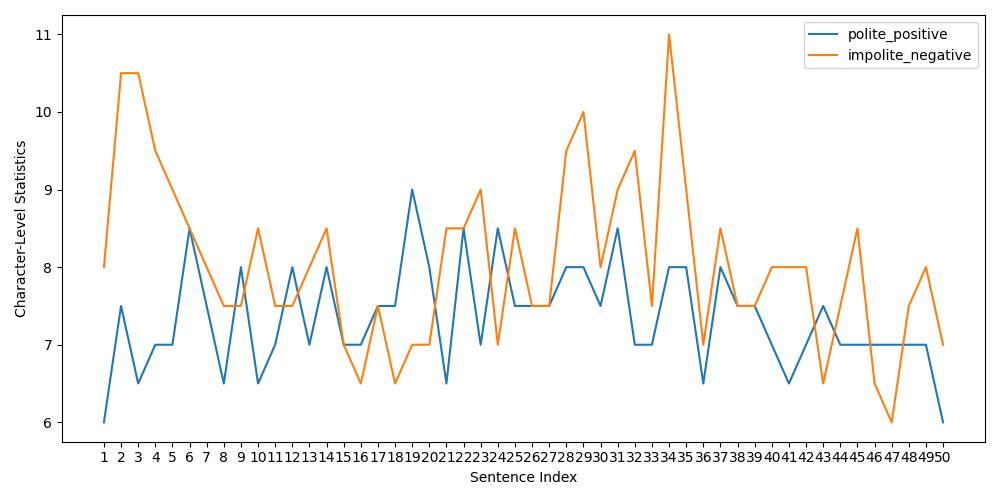 polite_positive
impolite_negative
Character-Level Statistics
11
10
9
8
7
6
1 2 3 4 5 6 7 8 9 10 11 12 13 14 15 16 17 18 19 20 21 22 23 24 25 26 27 28 29 30 31 32 33 34 35 36 37 38 39 40 41 42 43 44 45 46 47 48 49 50
Sentence Index